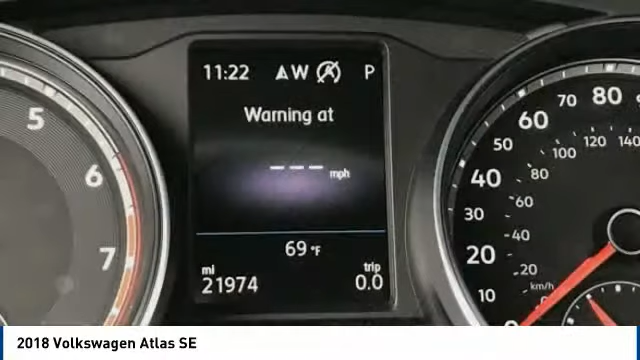 11:22 W P
Warning at
--- mph
69 °F
mi
21974
trip
0.0
5
6
7
10
20
30
40
50
60
70
80
20
40
60
80
100
120
140
km/h
2018 Volkswagen Atlas SE